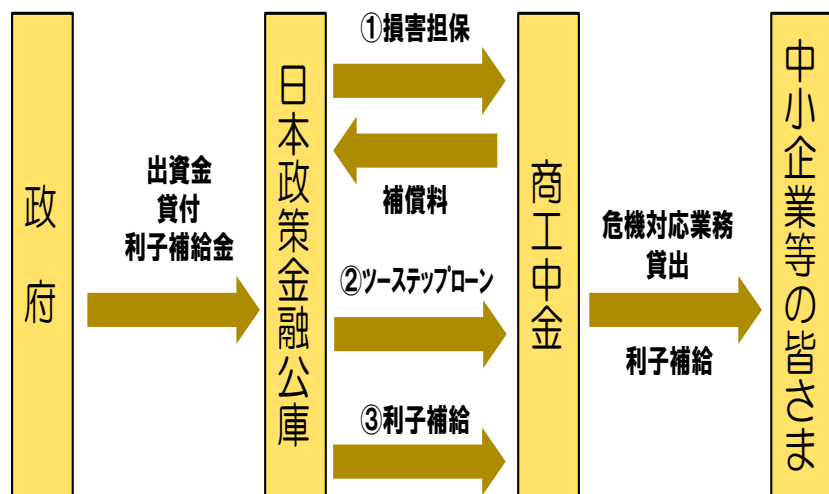 政府
出資金
貸付
利子補給金
日本政策金融公庫
①損害担保
補償料
②ツーステップローン
③利子補給
商工中金
危機対応業務
貸出
利子補給
中小企業等の皆さま